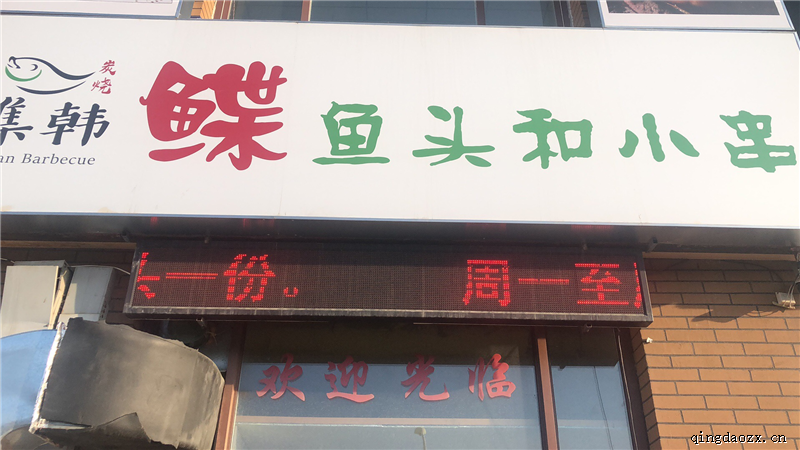 炭烧
集韩
an Barbecue
鲽鱼头和小串
头一份。 周一至
欢迎光临
qingdaozx.cn